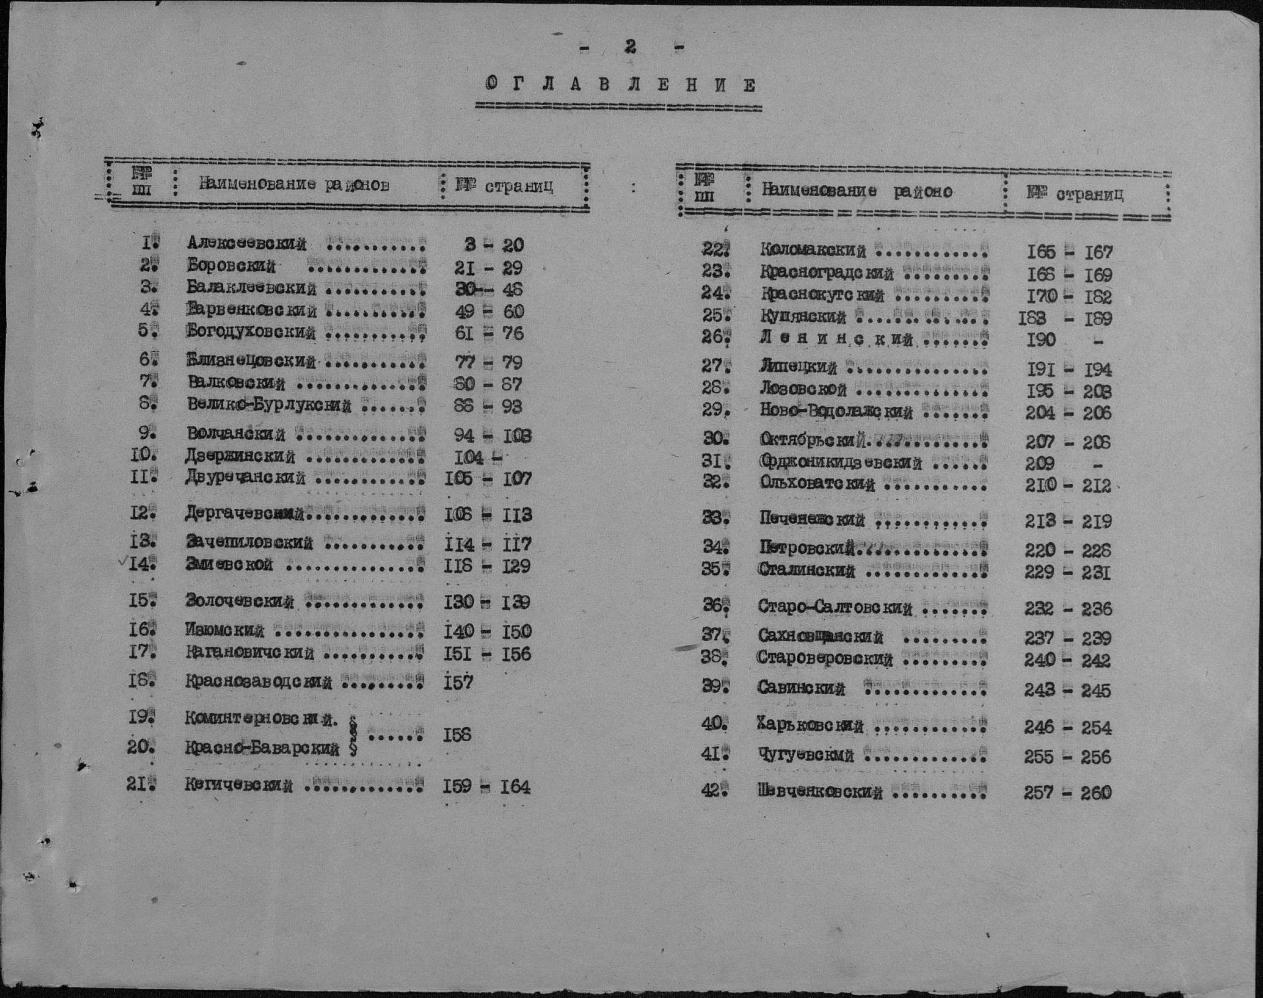 - 2 -
ОГЛАВЛЕНИЕ
№№ пп : Наименование районов : №№ страниц
1. Алексеевский ........... 3 - 20
2. Боровский ............. 21 - 29
3. Балаклеевский ........... 30 - 48
4. Барвенковский ........... 49 - 60
5. Богодуховский ........... 61 - 76
6. Близнецовский ........... 77 - 79
7. Валковский .............. 80 - 87
8. Велико-Бурлукский ....... 88 - 93
9. Волчанский .............. 94 - 103
10. Дзержинский ............. 104 -
11. Двуречанский ............ 105 - 107
12. Дергачевский............. 108 - 113
13. Зачепиловский ........... 114 - 117
14. Змиевской ............... 118 - 129
15. Золочевский ............. 130 - 139
16. Изюмский ................ 140 - 150
17. Кагановичский ........... 151 - 156
18. Краснозаводский ......... 157
19. Коминтерновский.
20. Красно-Баварский ...... 158
21. Кегичевский ............. 159 - 164
№№ пп : Наименование районо : №№ страниц
22. Коломакский ............. 165 - 167
23. Красноградский .......... 168 - 169
24. Краснокутский ........... 170 - 182
25. Купянский ............... 183 - 189
26. Ленинский ....... 190 -
27. Липецкий ................ 191 - 194
28. Лозовской ............... 195 - 203
29. Ново-Водолажский ........ 204 - 206
30. Октябрьский.............. 207 - 208
31. Орджоникидзевский ...... 209 -
32. Ольховатский ............ 210 - 212
33. Печенежский ............. 213 - 219
34. Петровский............... 220 - 228
35. Сталинский .............. 229 - 231
36. Старо-Салтовский ........ 232 - 236
37. Сахновщанский ......... 237 - 239
38. Староверовский .......... 240 - 242
39. Савинский ............. 243 - 245
40. Харьковский ............. 246 - 254
41. Чугуевский .............. 255 - 256
42. Шевченковский ........... 257 - 260